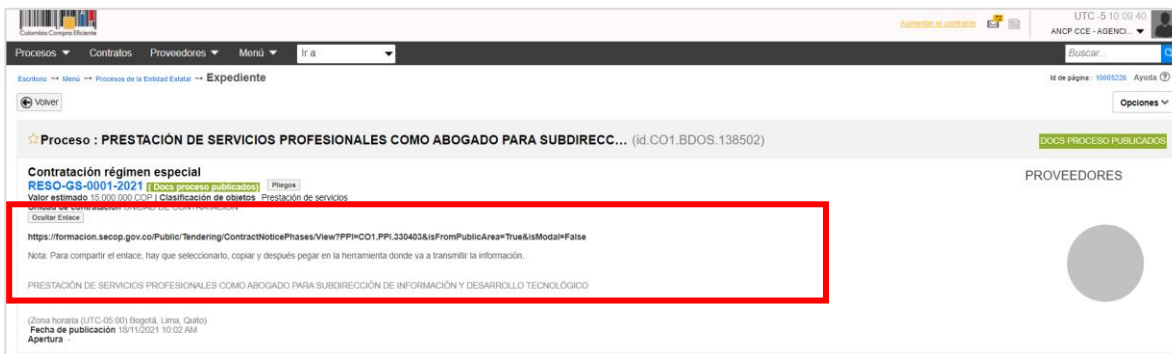 Colombia Compra Eficiente
Aumentar el contraste
UTC -5 10:09:40
ANCP CCE - AGENCI...
Procesos Contratos Proveedores Menú Ir a Buscar...
Escritorio → Menú → Procesos de la Entidad Estatal → Expediente
Id de página : 10005226 Ayuda
Volver
Opciones
Proceso : PRESTACIÓN DE SERVICIOS PROFESIONALES COMO ABOGADO PARA SUBDIRECC... (id.CO1.BDOS.138502)
DOCS PROCESO PUBLICADOS
Contratación régimen especial
PROVEEDORES
RESO-GS-0001-2021 ( Docs proceso publicados) Pliegos
Valor estimado 15.000.000 COP | Clasificación de objetos Prestación de servicios
Unidad de contratación UNIDAD DE CONTRATACIÓN
Ocultar Enlace
https://formacion.secop.gov.co/Public/Tendering/ContractNoticePhases/View?PPI=CO1.PPI.330403&isFromPublicArea=True&isModal=False
Nota: Para compartir el enlace, hay que seleccionarlo, copiar y después pegar en la herramienta donde va a transmitir la información.
PRESTACIÓN DE SERVICIOS PROFESIONALES COMO ABOGADO PARA SUBDIRECCIÓN DE INFORMACIÓN Y DESARROLLO TECNOLÓGICO
(Zona horaria (UTC-05:00) Bogotá, Lima, Quito)
Fecha de publicación 18/11/2021 10:02 AM
Apertura -